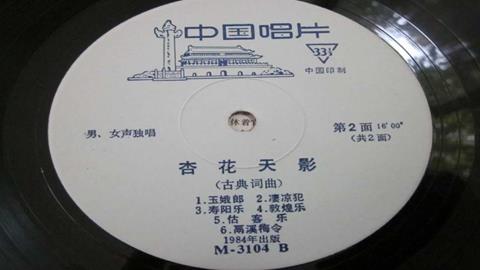 中国唱片
33⅓
中国印制
休着
男、女声独唱
第2面 16′00″
(共2面)
杏花天影
(古典词曲)
1.玉娥郎 2.凄凉犯
3.寿阳乐 4.敦煌乐
5.估客乐
6.鬲溪梅令
1984年出版
M-3104 B